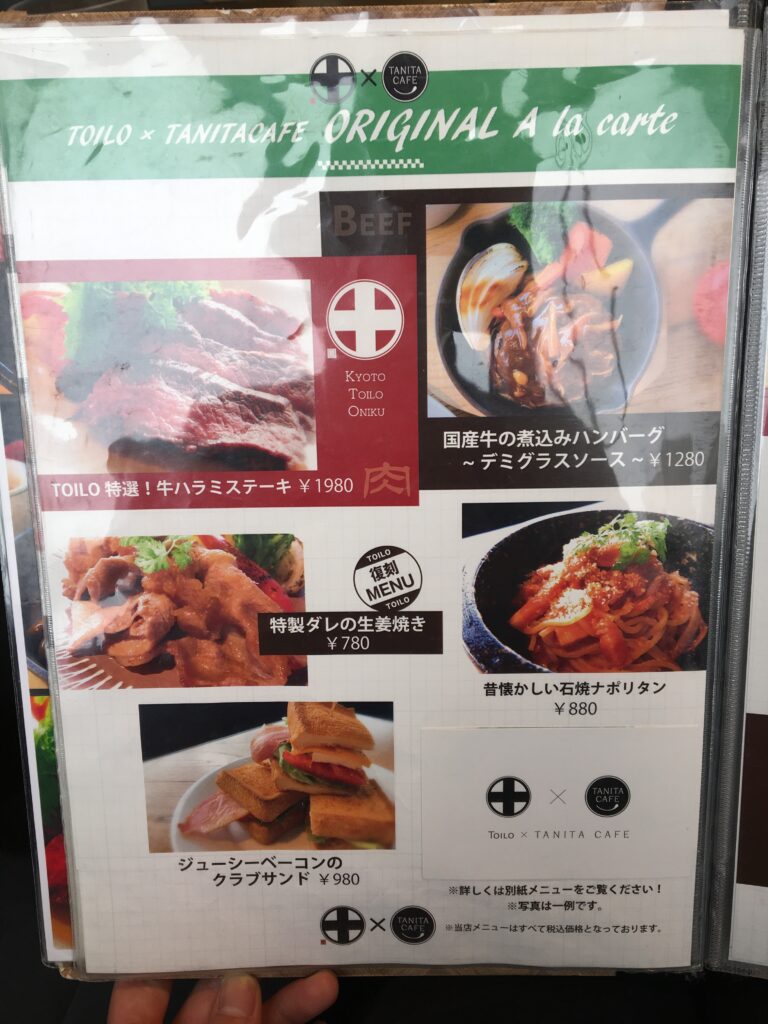 TANITA CAFE
TOILO × TANITACAFE ORIGINAL A la carte
BEEF
KYOTO
TOILO
ONIKU
TOILO 特選！牛ハラミステーキ ￥1980
肉
国産牛の煮込みハンバーグ
～デミグラスソース～￥1280
TOILO
復刻
MENU
TOILO
特製ダレの生姜焼き
￥780
昔懐かしい石焼ナポリタン
￥880
ジューシーベーコンの
クラブサンド ￥980
× TANITA CAFE
TOILO × TANITA CAFE
※詳しくは別紙メニューをご覧ください！
※写真は一例です。
× TANITA CAFE
※当店メニューはすべて税込価格となっております。